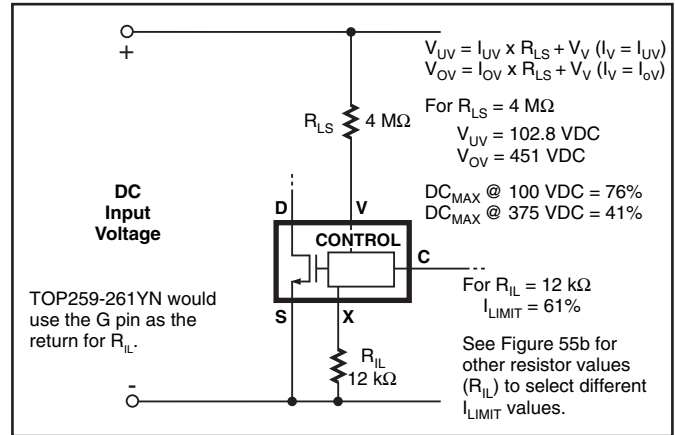 +
V_UV = I_UV x R_LS + V_V (I_V = I_UV)
V_OV = I_OV x R_LS + V_V (I_V = I_oV)
For R_LS = 4 MΩ
V_UV = 102.8 VDC
V_OV = 451 VDC
DC_MAX @ 100 VDC = 76%
DC_MAX @ 375 VDC = 41%
R_LS 4 MΩ
DC
Input
Voltage
D V
CONTROL
C
S X
TOP259-261YN would
use the G pin as the
return for R_IL.
For R_IL = 12 kΩ
I_LIMIT = 61%
See Figure 55b for
other resistor values
(R_IL) to select different
I_LIMIT values.
R_IL
12 kΩ
-